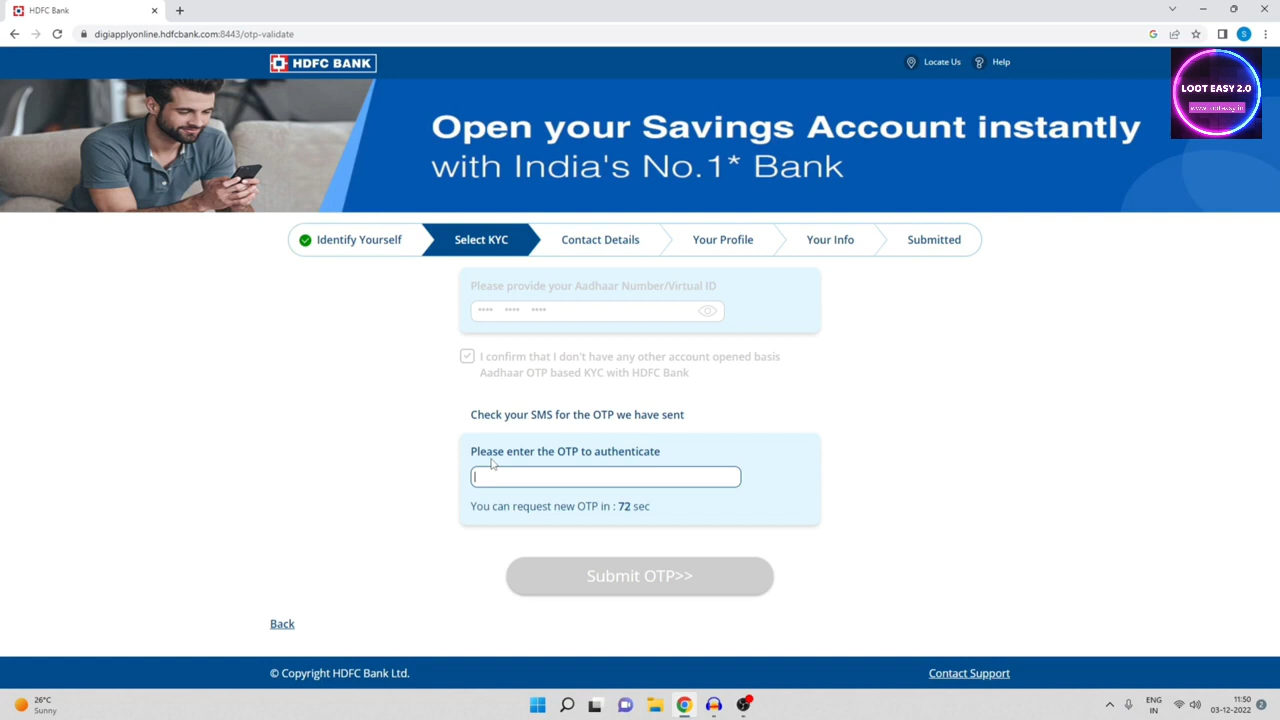 HDFC Bank
digiapplyonline.hdfcbank.com:8443/otp-validate
S
HDFC BANK
Locate Us
Help
LOOT EASY 2.0
www.looteasy.in
Open your Savings Account instantly
with India's No.1* Bank
Identify Yourself
Select KYC
Contact Details
Your Profile
Your Info
Submitted
Please provide your Aadhaar Number/Virtual ID
**** **** ****
I confirm that I don't have any other account opened basis
Aadhaar OTP based KYC with HDFC Bank
Check your SMS for the OTP we have sent
Please enter the OTP to authenticate
You can request new OTP in : 72 sec
Submit OTP>>
Back
© Copyright HDFC Bank Ltd.
Contact Support
26°C
Sunny
ENG
IN
11:50
03-12-2022
2